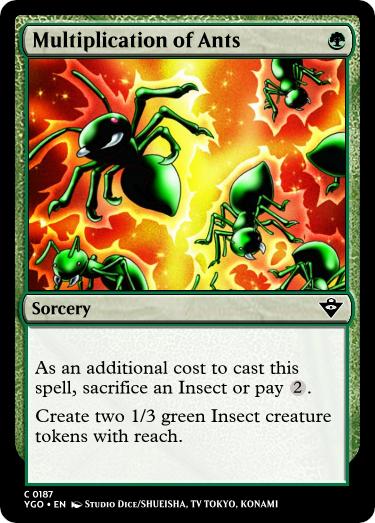 Multiplication of Ants
Sorcery
As an additional cost to cast this
spell, sacrifice an Insect or pay 2.
Create two 1/3 green Insect creature
tokens with reach.
C 0187
YGO • EN Studio Dice/SHUEISHA, TV TOKYO, KONAMI